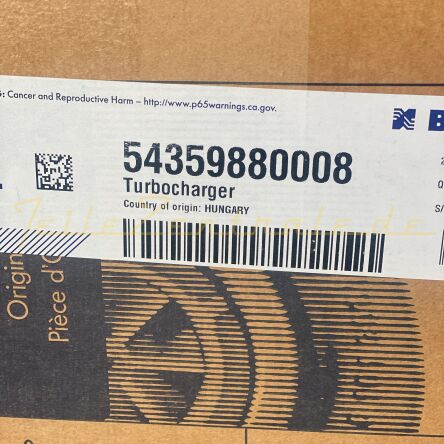 : Cancer and Reproductive Harm – http://www.p65warnings.ca.gov.
B
54359880008
Turbocharger
Country of origin: HUNGARY
S/
Origin
Pièce d'O